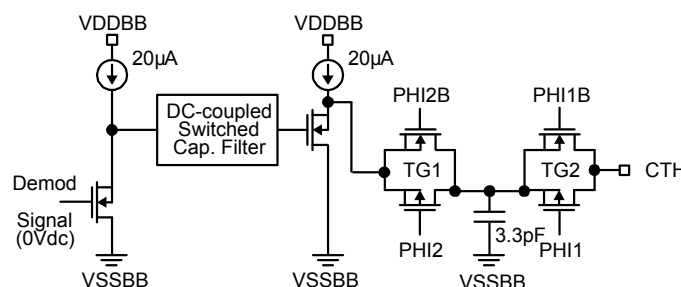 VDDBB
20µA
VDDBB
20µA
DC-coupled
Switched
Cap. Filter
PHI2B
PHI1B
TG1
TG2
CTH
Demod
Signal
(0Vdc)
PHI2
3.3pF
PHI1
VSSBB
VSSBB
VSSBB